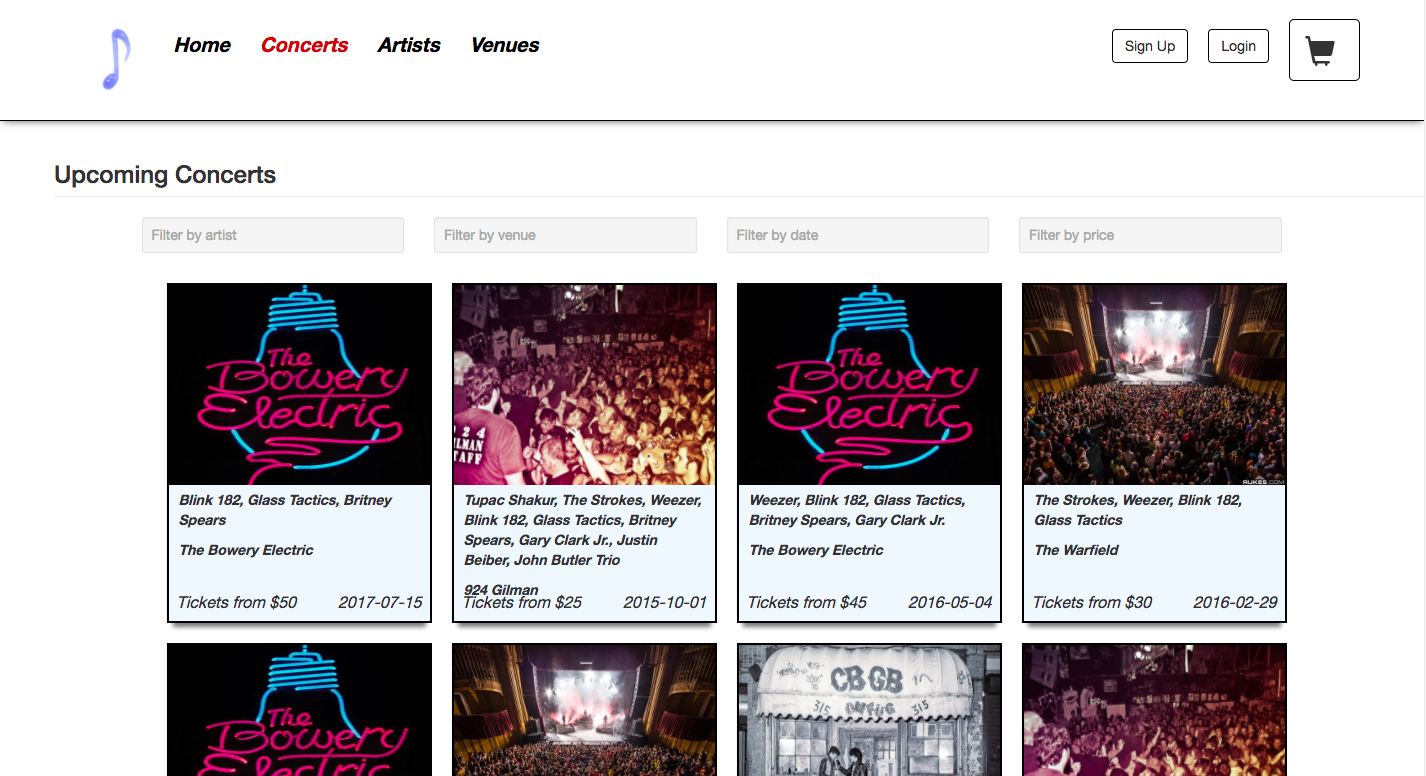 Home Concerts Artists Venues Sign Up Login
Upcoming Concerts
Filter by artist Filter by venue Filter by date Filter by price
The
Bowery
Electric
924
GILMAN
STAFF
The
Bowery
Electric
RUKES.COM
Blink 182, Glass Tactics, Britney
Spears
The Bowery Electric
Tickets from $50 2017-07-15
Tupac Shakur, The Strokes, Weezer,
Blink 182, Glass Tactics, Britney
Spears, Gary Clark Jr., Justin
Beiber, John Butler Trio
924 Gilman
Tickets from $25 2015-10-01
Weezer, Blink 182, Glass Tactics,
Britney Spears, Gary Clark Jr.
The Bowery Electric
Tickets from $45 2016-05-04
The Strokes, Weezer, Blink 182,
Glass Tactics
The Warfield
Tickets from $30 2016-02-29
The
Bowery
Electric
CBGB
315 OMFUG 315